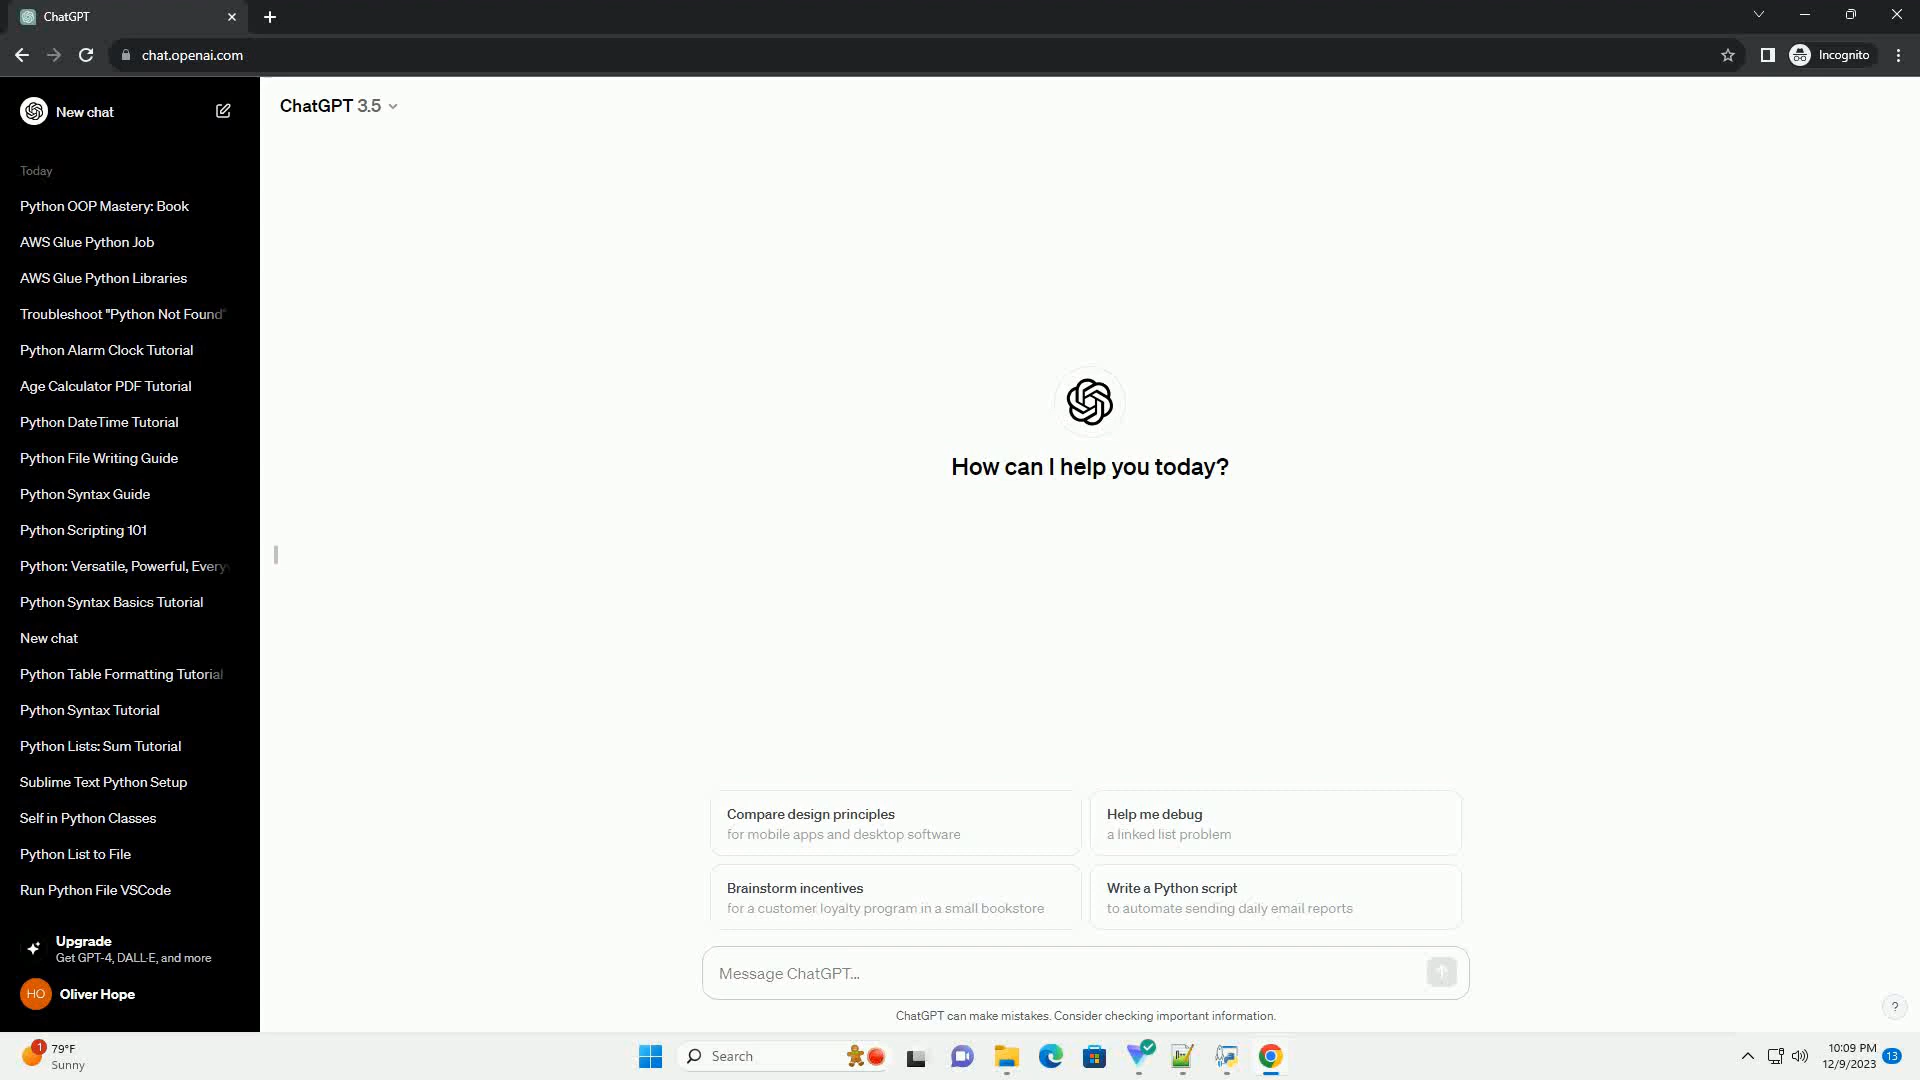 ChatGPT
chat.openai.com
Incognito
New chat
ChatGPT 3.5
Today
Python OOP Mastery: Book
AWS Glue Python Job
AWS Glue Python Libraries
Troubleshoot "Python Not Found"
Python Alarm Clock Tutorial
Age Calculator PDF Tutorial
Python DateTime Tutorial
Python File Writing Guide
Python Syntax Guide
Python Scripting 101
Python: Versatile, Powerful, Every
Python Syntax Basics Tutorial
New chat
Python Table Formatting Tutorial
Python Syntax Tutorial
Python Lists: Sum Tutorial
Sublime Text Python Setup
Self in Python Classes
Python List to File
Run Python File VSCode
Upgrade
Get GPT-4, DALL·E, and more
HO
Oliver Hope
How can I help you today?
Compare design principles
for mobile apps and desktop software
Help me debug
a linked list problem
Brainstorm incentives
for a customer loyalty program in a small bookstore
Write a Python script
to automate sending daily email reports
Message ChatGPT...
ChatGPT can make mistakes. Consider checking important information.
?
1
79°F
Sunny
Search
10:09 PM
12/9/2023
13